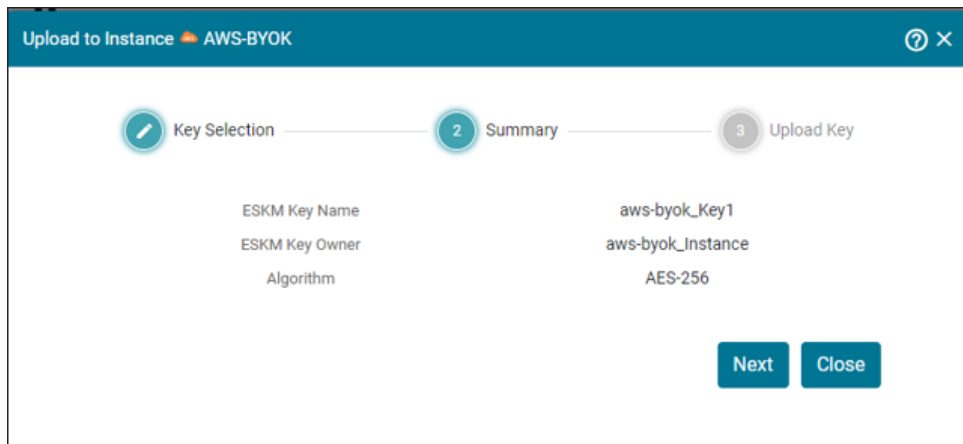 Upload to Instance AWS-BYOK
Key Selection 2 Summary 3 Upload Key
ESKM Key Name aws-byok_Key1
ESKM Key Owner aws-byok_Instance
Algorithm AES-256
Next Close